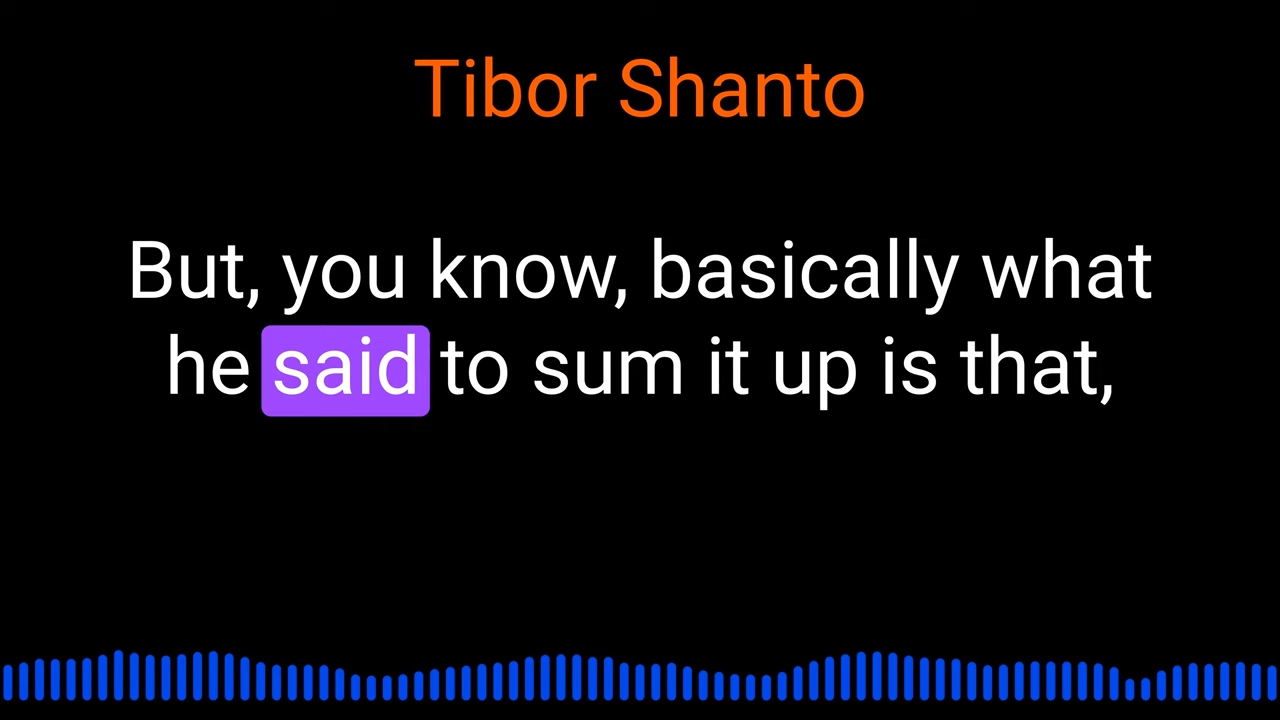 Tibor Shanto
But, you know, basically what
he said to sum it up is that,